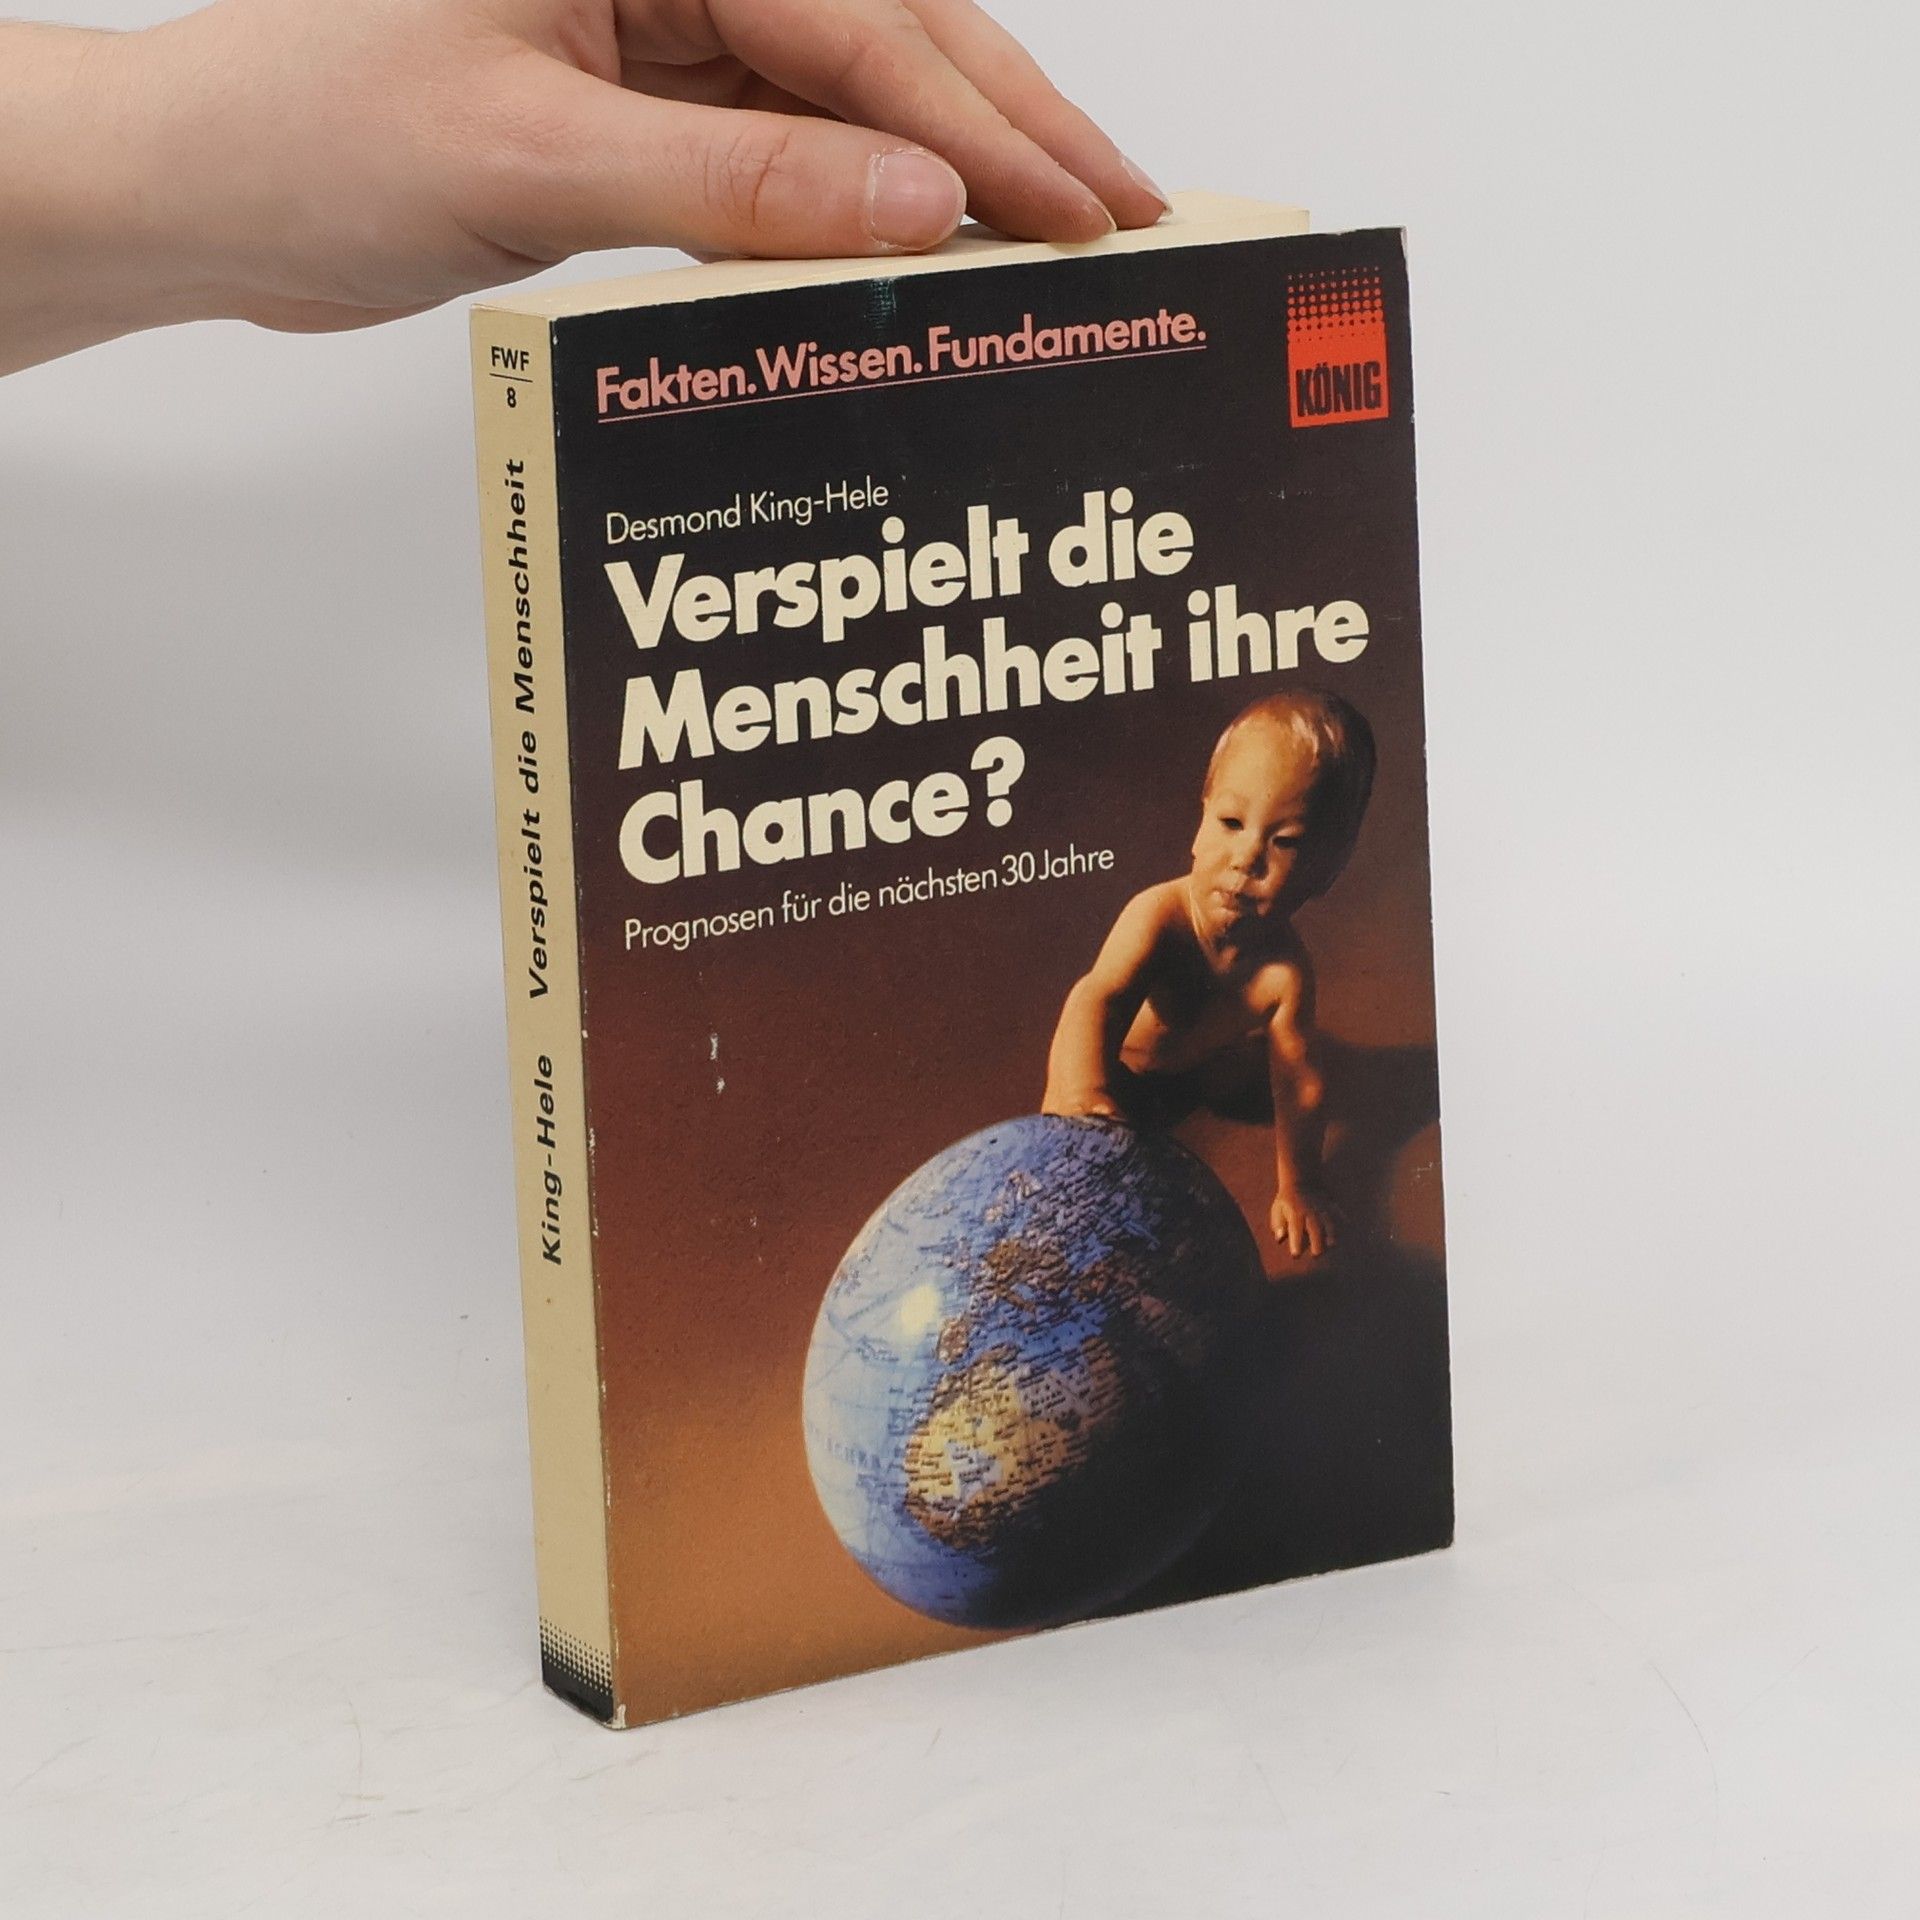 FWF
8
King-Hele Verspielt die Menschheit
Fakten.Wissen.Fundamente.
KÖNIG
Desmond King-Hele
Verspielt die
Menschheit ihre
Chance?
Prognosen für die nächsten 30 Jahre